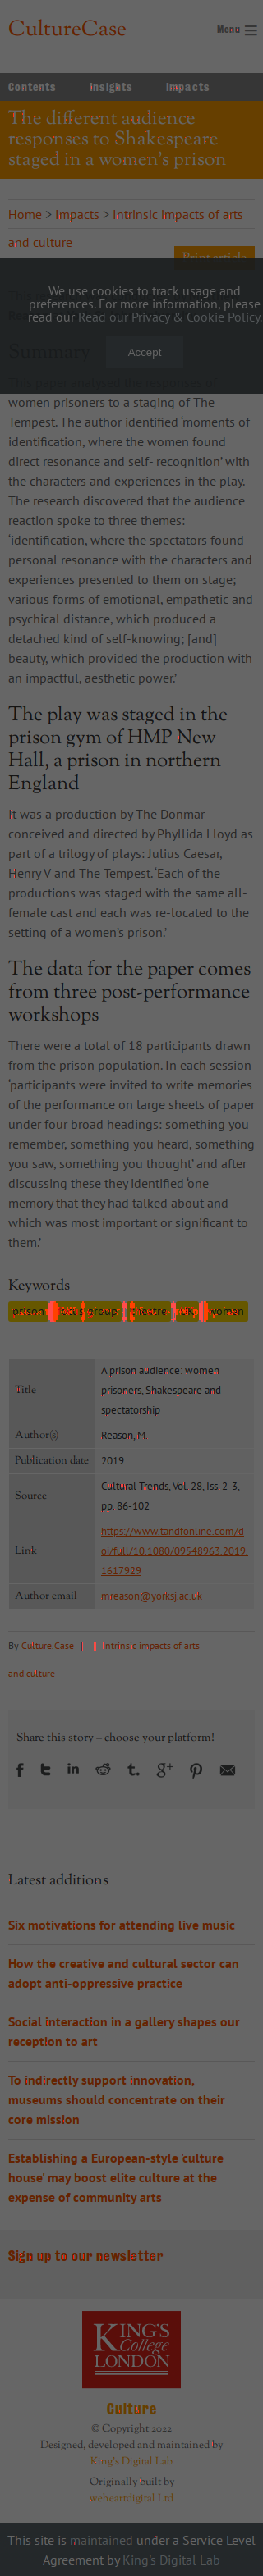 CultureCase
Menu
Contents Insights Impacts
The different audience
responses to Shakespeare
staged in a women's prison
Home > Impacts > Intrinsic impacts of arts
and culture
Print article
We use cookies to track usage and
preferences. For more information, please
read our Read our Privacy & Cookie Policy.
Summary
Accept
women prisoners to a staging of The
Tempest. The author identified 'moments of
identification, where the women found
direct resonance and self- recognition' with
the characters and experiences in the play.
The research discovered that the audience
reaction spoke to three themes:
'identification, where the spectators found
personal resonance with the characters and
experiences presented to them on stage;
various forms of emotional, empathetic and
psychical distance, which produced a
detached kind of self-knowing; [and]
beauty, which provided the production with
an impactful, aesthetic power.'
The play was staged in the
prison gym of HMP New
Hall, a prison in northern
England
It was a production by The Donmar
conceived and directed by Phyllida Lloyd as
part of a trilogy of plays: Julius Caesar,
Henry V and The Tempest. 'Each of the
productions was staged with the same all-
female cast and each was re-located to the
setting of a women's prison.'
The data for the paper comes
from three post-performance
workshops
There were a total of 18 participants drawn
from the prison population. In each session
'participants were invited to write memories
of the performance on large sheets of paper
under four broad headings: something you
remember, something you heard, something
you saw, something you thought' and after
discussing these they identified 'one
memory that they had talked about and
which was most important or significant to
them.'
Keywords
prison women
Title A prison audience: women
prisoners, Shakespeare and
spectatorship
Author(s) Reason, M.
Publication date 2019
Source Cultural Trends, Vol. 28, Iss. 2-3,
pp. 86-102
Link https://www.tandfonline.com/d
oi/full/10.1080/09548963.2019.
1617929
Author email mreason@yorksj.ac.uk
By Culture.Case | | Intrinsic impacts of arts
and culture
Share this story – choose your platform!
Latest additions
Six motivations for attending live music
How the creative and cultural sector can
adopt anti-oppressive practice
Social interaction in a gallery shapes our
reception to art
To indirectly support innovation,
museums should concentrate on their
core mission
Establishing a European-style 'culture
house' may boost elite culture at the
expense of community arts
Sign up to our newsletter
KING'S
College
LONDON
Culture
© Copyright 2022
Designed, developed and maintained by
King's Digital Lab
Originally built by
weheartdigital Ltd
This site is maintained under a Service Level
Agreement by King's Digital Lab